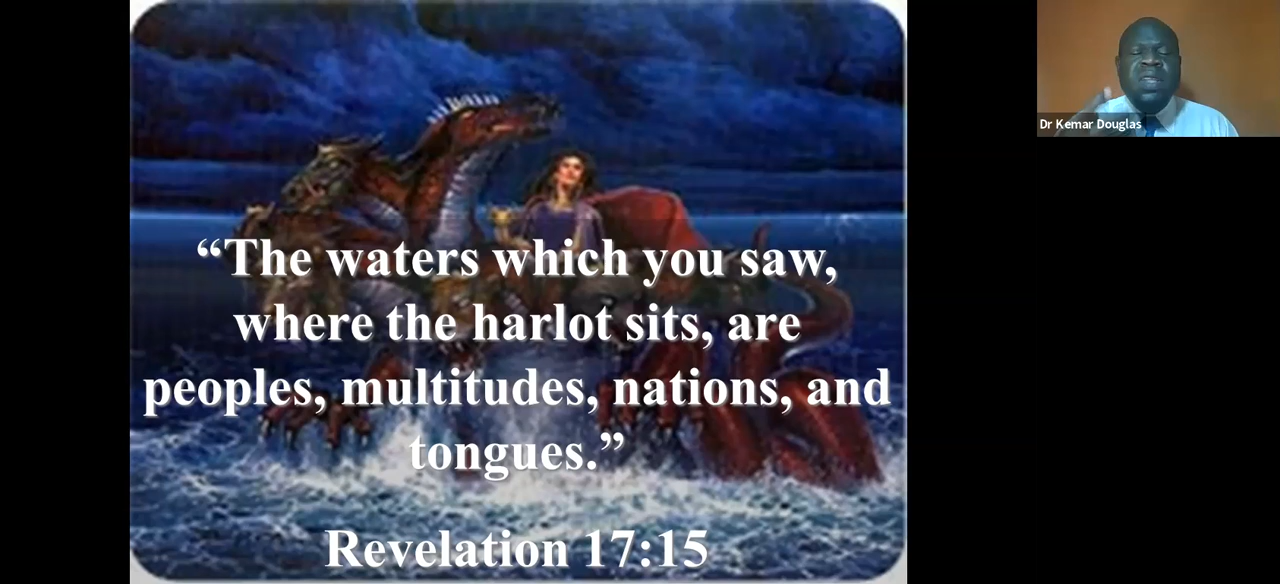 “The waters which you saw,
where the harlot sits, are
peoples, multitudes, nations, and
tongues.”
Revelation 17:15
Dr Kemar Douglas